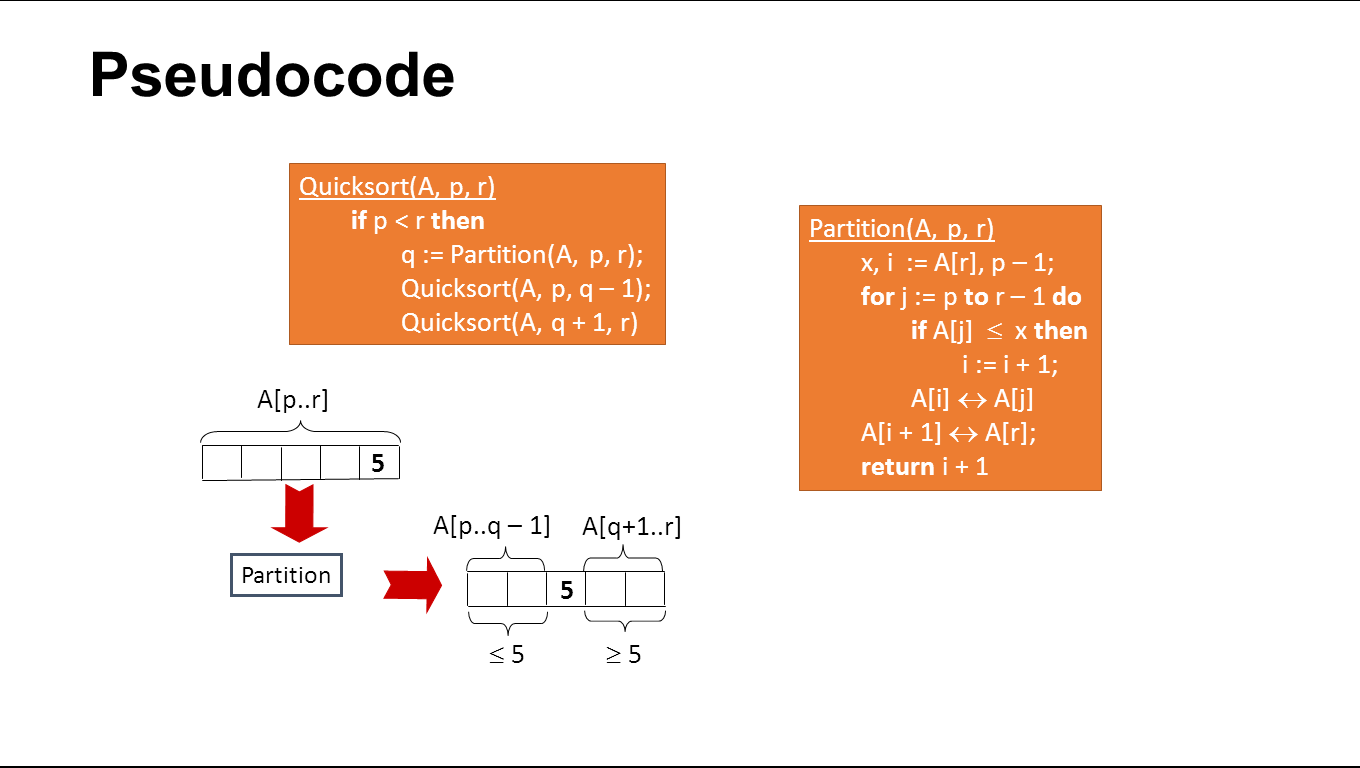 Pseudocode
Quicksort(A, p, r)
if p < r then
q := Partition(A, p, r);
Quicksort(A, p, q – 1);
Quicksort(A, q + 1, r)
Partition(A, p, r)
x, i := A[r], p – 1;
for j := p to r – 1 do
if A[j] ≤ x then
i := i + 1;
A[i] ↔ A[j]
A[i + 1] ↔ A[r];
return i + 1
A[p..r]
5
Partition
A[p..q – 1] A[q+1..r]
5
≤ 5 ≥ 5